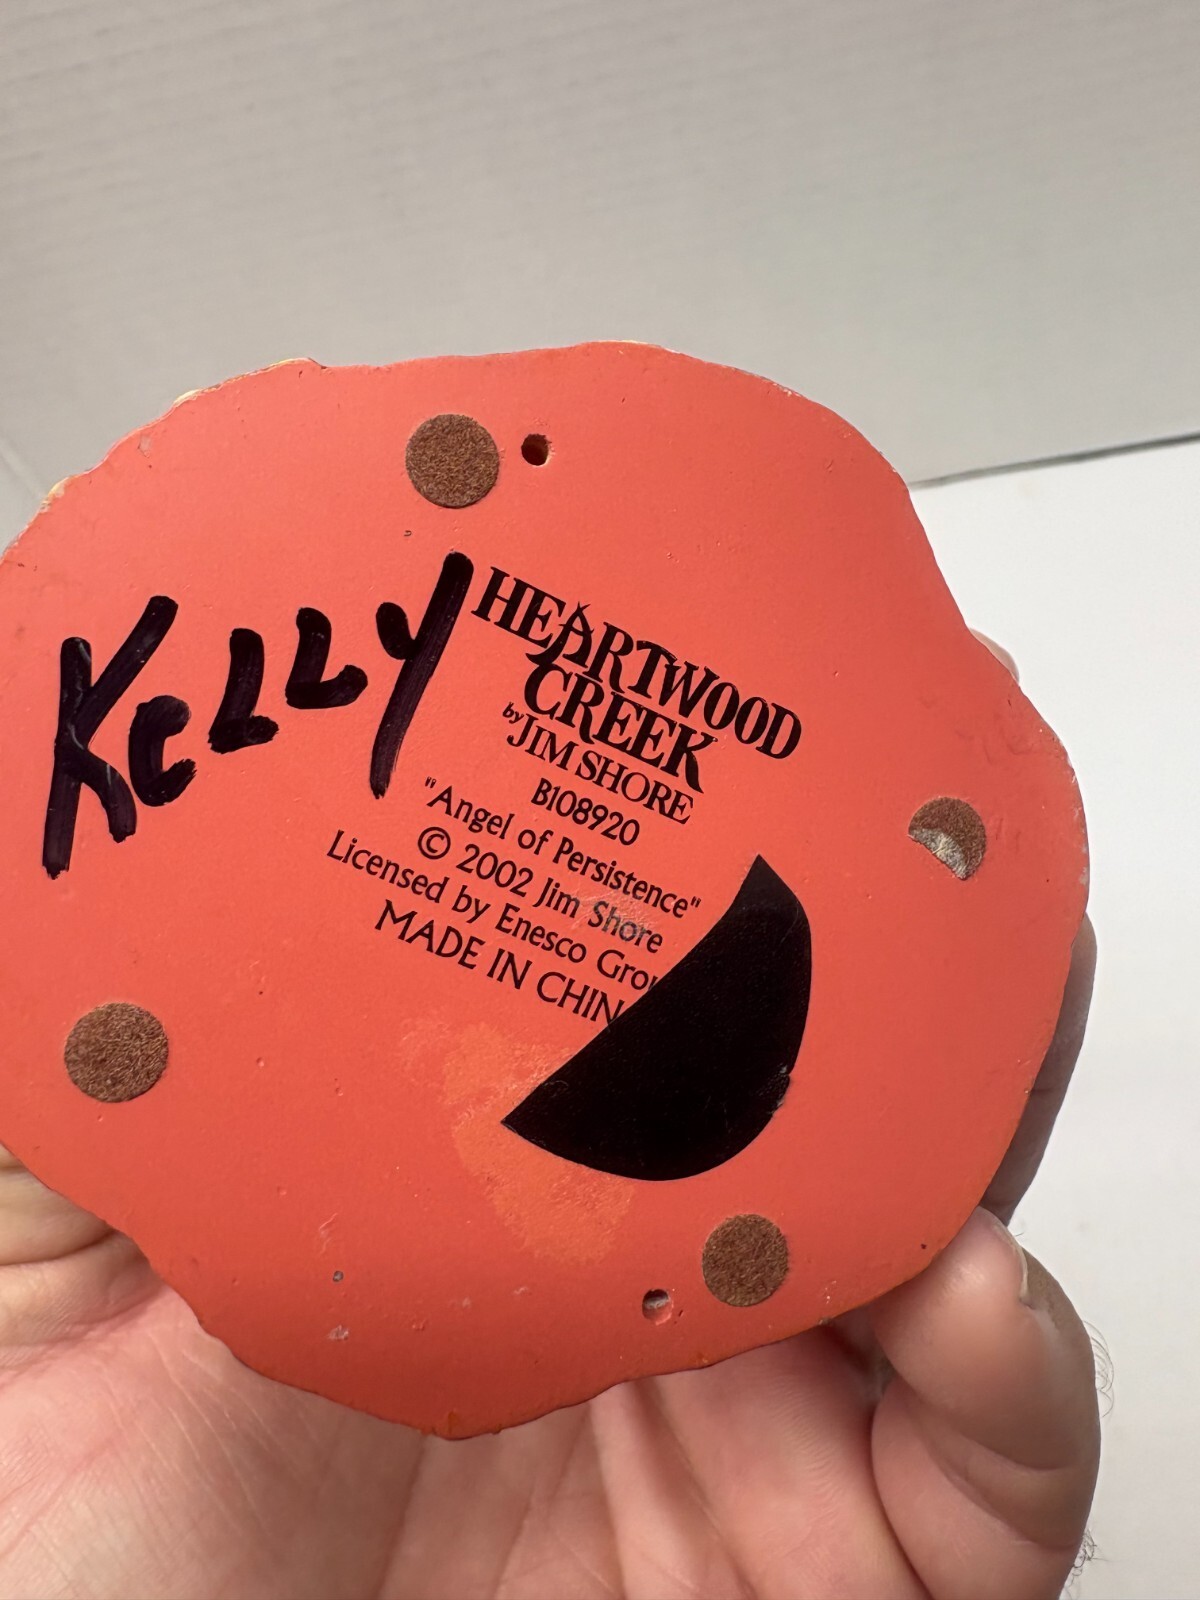 KELLY
HEARTWOOD
CREEK
by JIM SHORE
B108920
"Angel of Persistence"
© 2002 Jim Shore
Licensed by Enesco
MADE IN